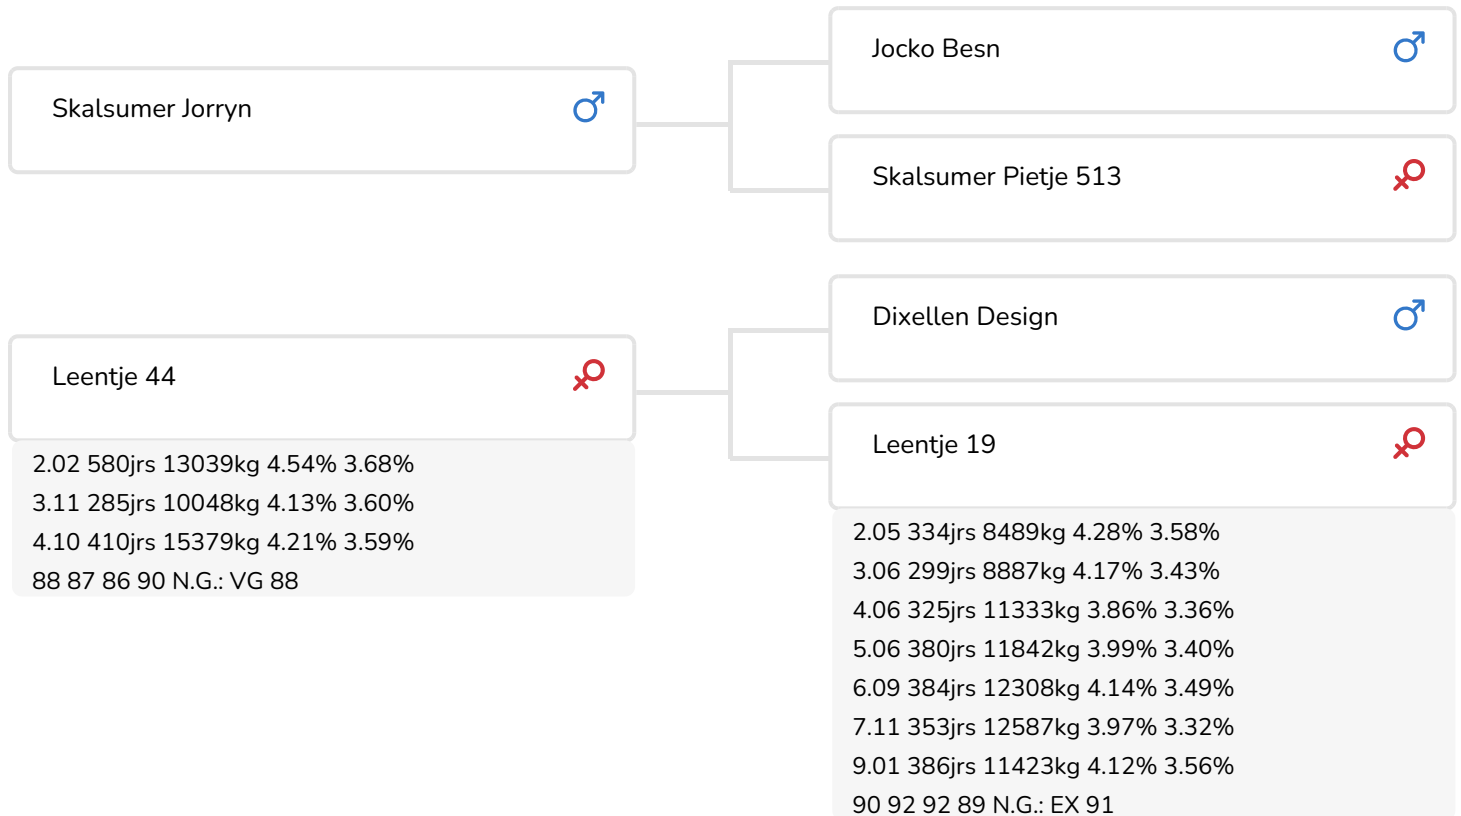 Skalsumer Jorryn
Jocko Besn
Skalsumer Pietje 513
Leentje 44
2.02 580jrs 13039kg 4.54% 3.68%
3.11 285jrs 10048kg 4.13% 3.60%
4.10 410jrs 15379kg 4.21% 3.59%
88 87 86 90 N.G.: VG 88
Dixellen Design
Leentje 19
2.05 334jrs 8489kg 4.28% 3.58%
3.06 299jrs 8887kg 4.17% 3.43%
4.06 325jrs 11333kg 3.86% 3.36%
5.06 380jrs 11842kg 3.99% 3.40%
6.09 384jrs 12308kg 4.14% 3.49%
7.11 353jrs 12587kg 3.97% 3.32%
9.01 386jrs 11423kg 4.12% 3.56%
90 92 92 89 N.G.: EX 91